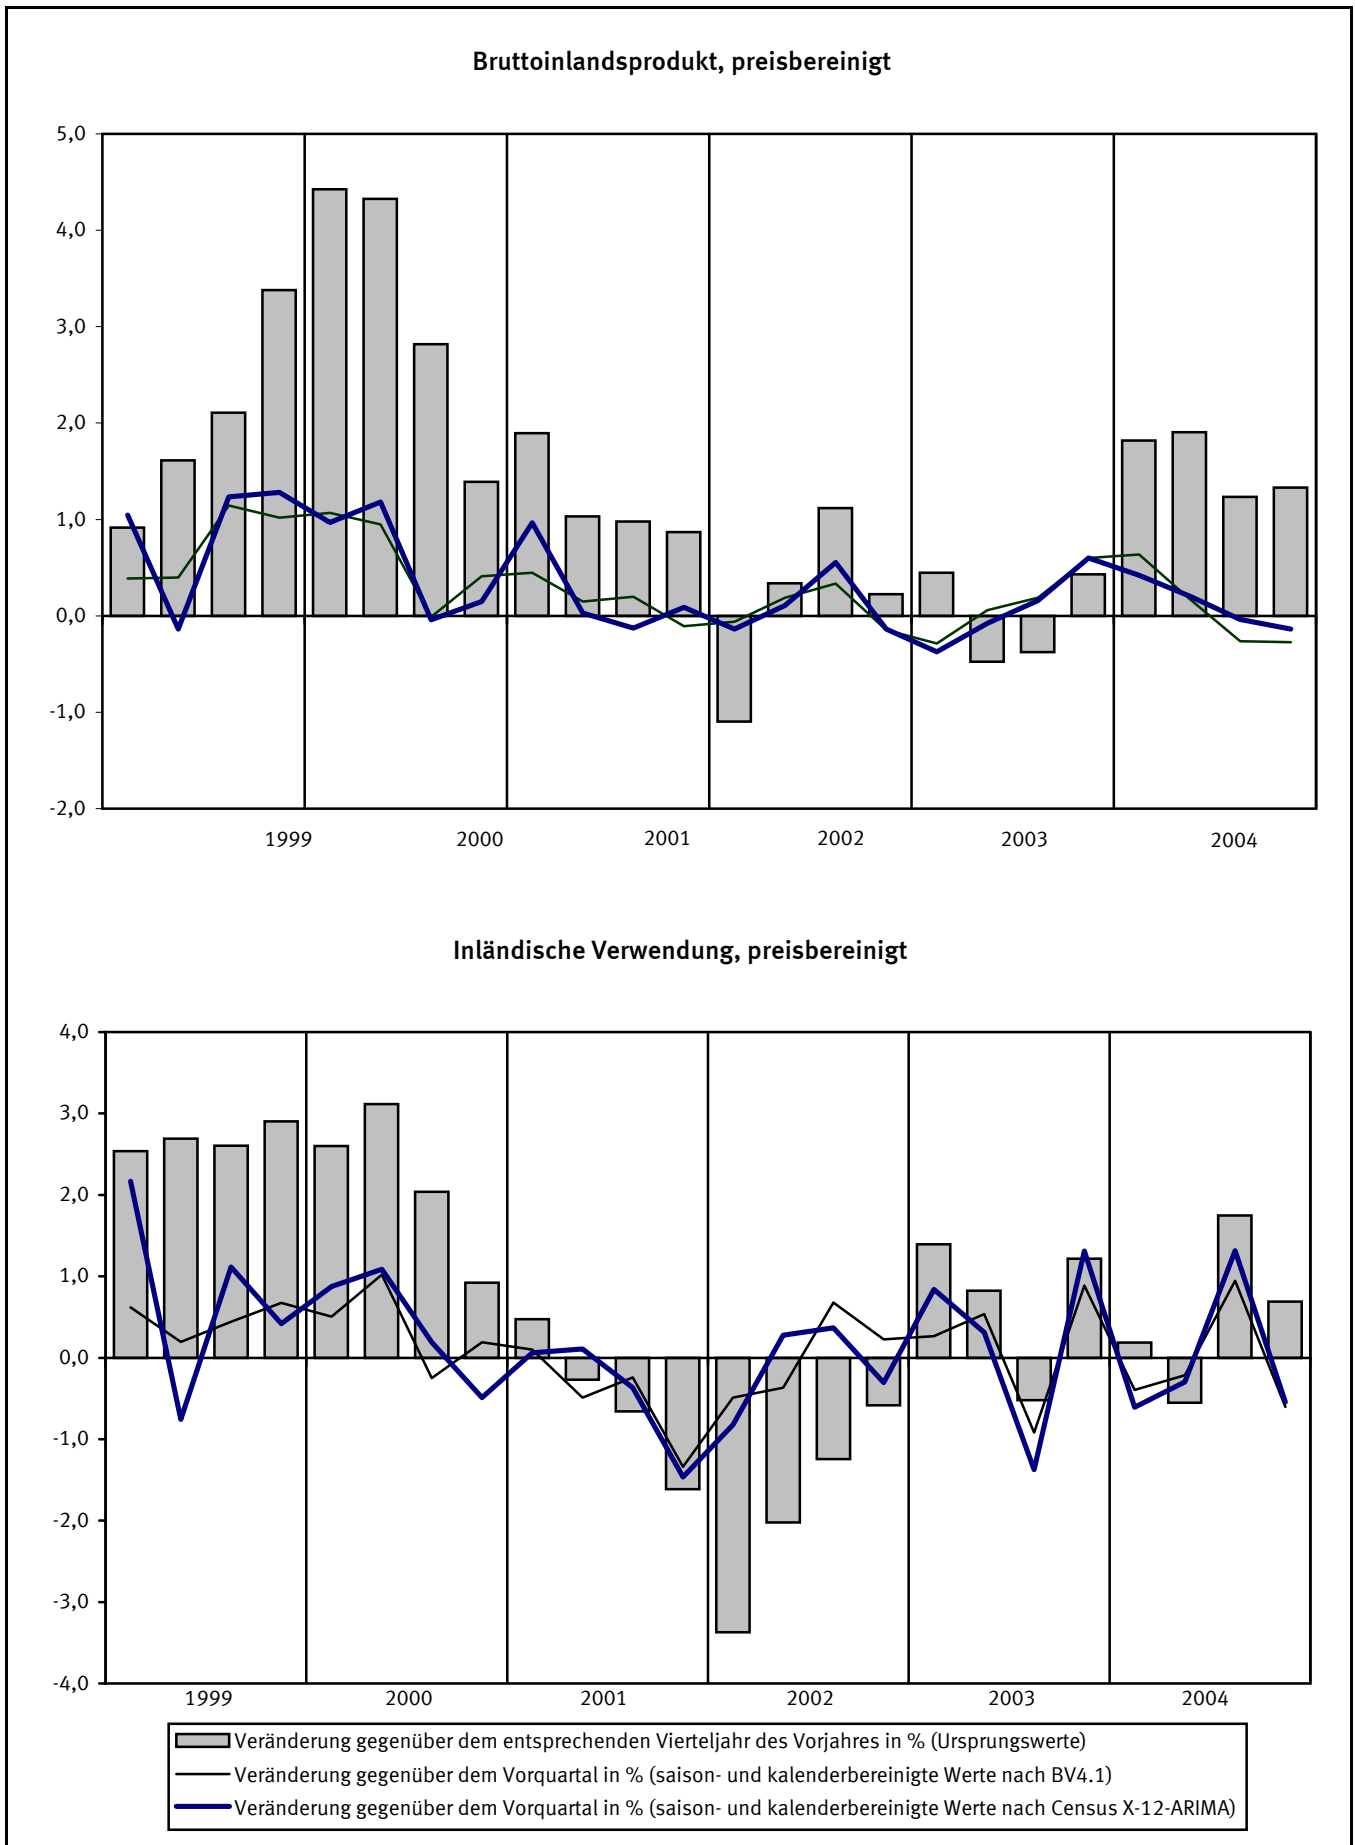 Bruttoinlandsprodukt, preisbereinigt
5,0
4,0
3,0
2,0
1,0
0,0
-1,0
-2,0
1999 2000 2001 2002 2003 2004
Inländische Verwendung, preisbereinigt
4,0
3,0
2,0
1,0
0,0
-1,0
-2,0
-3,0
-4,0
1999 2000 2001 2002 2003 2004
Veränderung gegenüber dem entsprechenden Vierteljahr des Vorjahres in % (Ursprungswerte)
Veränderung gegenüber dem Vorquartal in % (saison- und kalenderbereinigte Werte nach BV4.1)
Veränderung gegenüber dem Vorquartal in % (saison- und kalenderbereinigte Werte nach Census X-12-ARIMA)